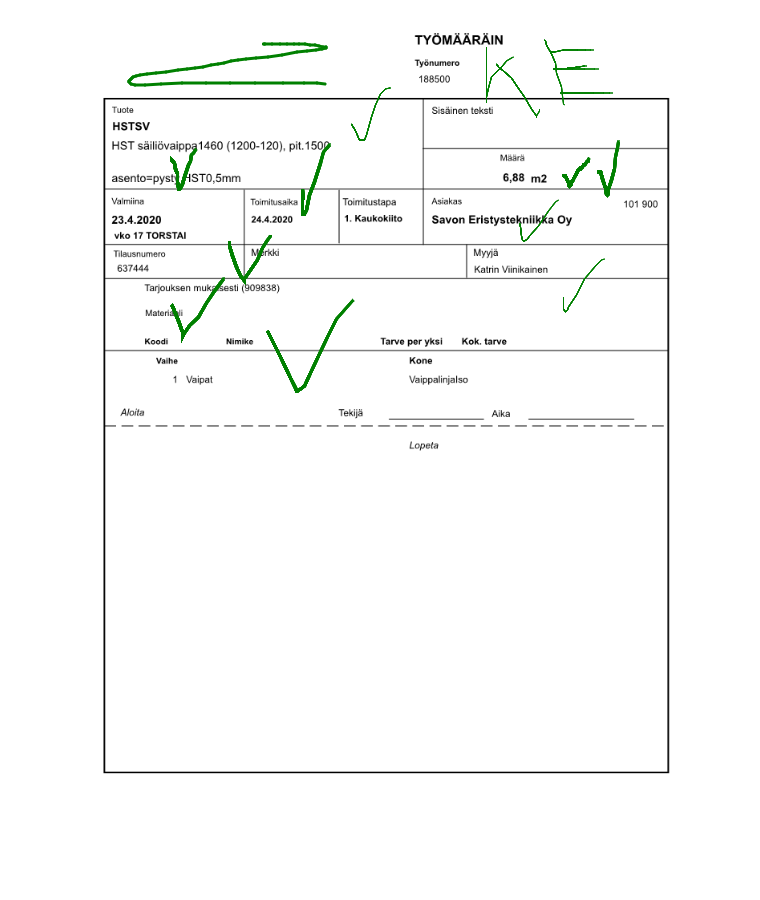 TYÖMÄÄRÄIN
Työnumero
188500
KE
Tuote
HSTSV
HST säiliövaippa1460 (1200-120), pit.1500
asento=pysty, HST0,5mm
Sisäinen teksti
Määrä
6,88 m2
Valmiina
23.4.2020
vko 17 TORSTAI
Toimitusaika
24.4.2020
Toimitustapa
1. Kaukokiito
Asiakas
101 900
Savon Eristystekniikka Oy
Tilausnumero
637444
Merkki
Myyjä
Katrin Viinikainen
Tarjouksen mukaisesti (909838)
Materiaali
Koodi Nimike Tarve per yksi Kok. tarve
Vaihe Kone
1 Vaipat Vaippalinjalso
Aloita Tekijä Aika
Lopeta